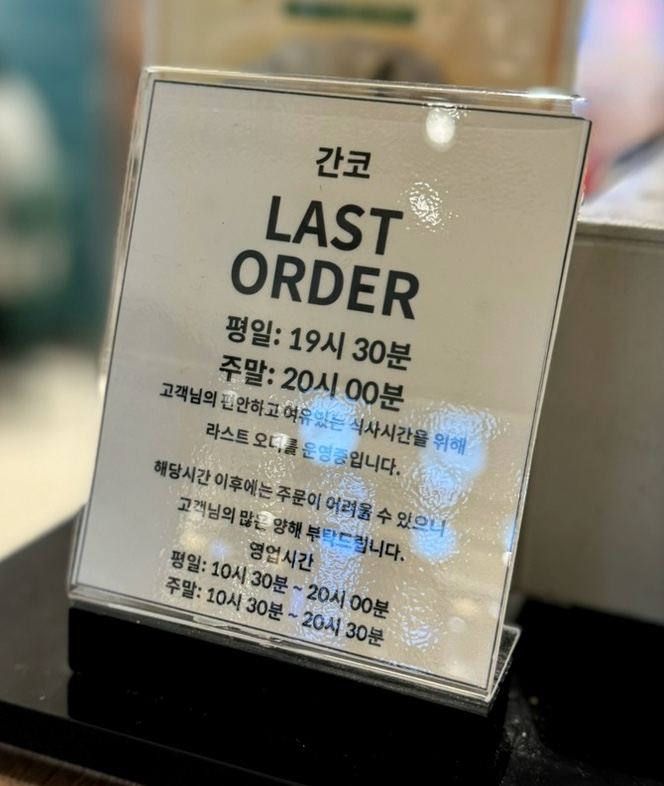 간코
LAST
ORDER
평일: 19시 30분
주말: 20시 00분
고객님의 편안하고 여유있는 식사시간을 위해
라스트 오더를 운영중입니다.
해당시간 이후에는 주문이 어려울 수 있으니
고객님의 많은 양해 부탁드립니다.
영업시간
평일: 10시 30분 ~ 20시 00분
주말: 10시 30분 ~ 20시 30분